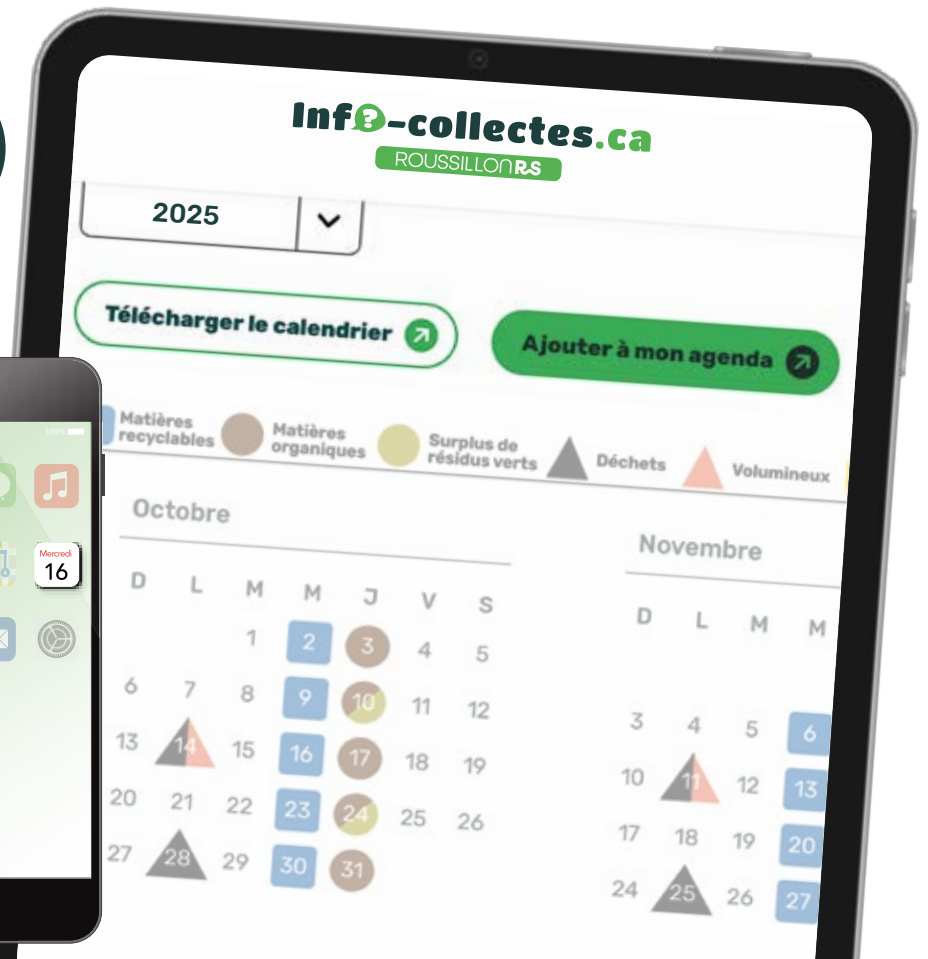 Info-collectes.ca
ROUSSILLON RS
2025
Télécharger le calendrier
Ajouter à mon agenda
Matières
recyclables
Matières
organiques
Surplus de
résidus verts
Déchets
Volumineux
Octobre
D L M M J V S
1 2 3 4 5
6 7 8 9 10 11 12
13 14 15 16 17 18 19
20 21 22 23 24 25 26
27 28 29 30 31
Novembre
D L M M
3 4 5 6
10 11 12 13
17 18 19 20
24 25 26 27
100%
Mercredi
16